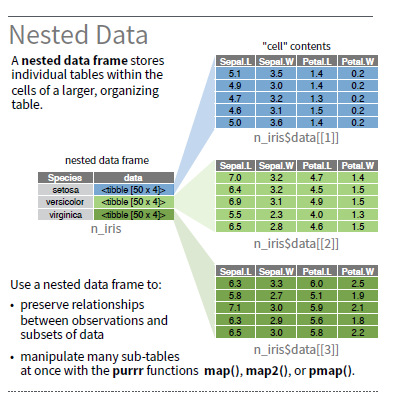 Nested Data
A nested data frame stores
individual tables within the
cells of a larger, organizing
table.
"cell" contents
Sepal.L Sepal.W Petal.L Petal.W
5.1 3.5 1.4 0.2
4.9 3.0 1.4 0.2
4.7 3.2 1.3 0.2
4.6 3.1 1.5 0.2
5.0 3.6 1.4 0.2
n_iris$data[[1]]
nested data frame
Species data
setosa <tibble [50 x 4]>
versicolor <tibble [50 x 4]>
virginica <tibble [50 x 4]>
n_iris
Sepal.L Sepal.W Petal.L Petal.W
7.0 3.2 4.7 1.4
6.4 3.2 4.5 1.5
6.9 3.1 4.9 1.5
5.5 2.3 4.0 1.3
6.5 2.8 4.6 1.5
n_iris$data[[2]]
Sepal.L Sepal.W Petal.L Petal.W
6.3 3.3 6.0 2.5
5.8 2.7 5.1 1.9
7.1 3.0 5.9 2.1
6.3 2.9 5.6 1.8
6.5 3.0 5.8 2.2
n_iris$data[[3]]
Use a nested data frame to:
• preserve relationships
between observations and
subsets of data
• manipulate many sub-tables
at once with the purrr functions map(), map2(), or pmap().